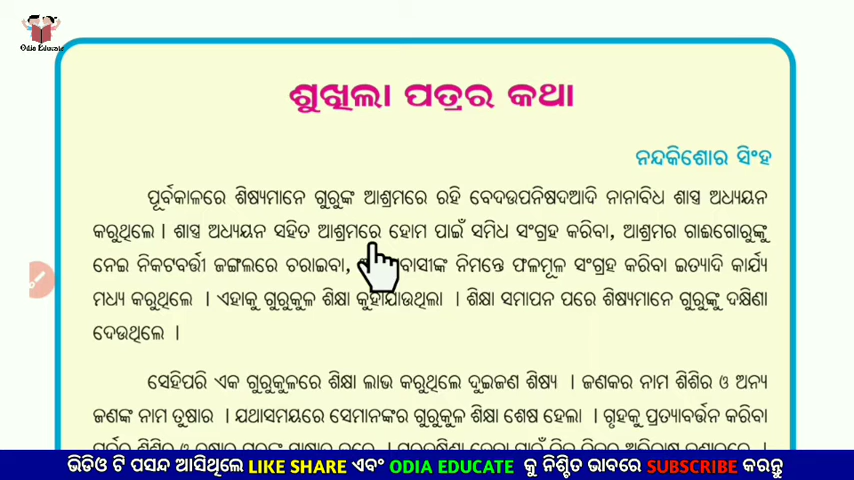 Odia Educate
ଶୁଖିଲା ପତ୍ରର କଥା
ନନ୍ଦକିଶୋର ସିଂହ
ପୂର୍ବକାଳରେ ଶିଷ୍ୟମାନେ ଗୁରୁଙ୍କ ଆଶ୍ରମରେ ରହି ବେଦଉପନିଷଦଆଦି ନାନାବିଧ ଶାସ୍ତ୍ର ଅଧ୍ୟୟନ
କରୁଥିଲେ। ଶାସ୍ତ୍ର ଅଧ୍ୟୟନ ସହିତ ଆଶ୍ରମରେ ହୋମ ପାଇଁ ସମିଧ ସଂଗ୍ରହ କରିବା, ଆଶ୍ରମର ଗାଈଗୋରୁଙ୍କୁ
ନେଇ ନିକଟବର୍ତ୍ତୀ ଜଙ୍ଗଲରେ ଚରାଇବା, ନିମନ୍ତେ ଫଳମୂଳ ସଂଗ୍ରହ କରିବା ଇତ୍ୟାଦି କାର୍ଯ୍ୟ
ମଧ୍ୟ କରୁଥିଲେ । ଏହାକୁ ଗୁରୁକୁଳ ଶିକ୍ଷା କୁହାଯାଉଥିଲା । ଶିକ୍ଷା ସମାପନ ପରେ ଶିଷ୍ୟମାନେ ଗୁରୁଙ୍କୁ ଦକ୍ଷିଣା
ଦେଉଥିଲେ ।
ସେହିପରି ଏକ ଗୁରୁକୁଳରେ ଶିକ୍ଷା ଲାଭ କରୁଥିଲେ ଦୁଇଜଣ ଶିଷ୍ୟ । ଜଣକର ନାମ ଶିଶିର ଓ ଅନ୍ୟ
ଜଣଙ୍କ ନାମ ତୁଷାର । ଯଥାସମୟରେ ସେମାନଙ୍କର ଗୁରୁକୁଳ ଶିକ୍ଷା ଶେଷ ହେଲା । ଗୃହକୁ ପ୍ରତ୍ୟାବର୍ତ୍ତନ କରିବା
ଭିଡିଓ ଟି ପସନ୍ଦ ଆସିଥିଲେ LIKE SHARE ଏବଂ ODIA EDUCATE କୁ ନିଶ୍ଚିତ ଭାବରେ SUBSCRIBE କରନ୍ତୁ